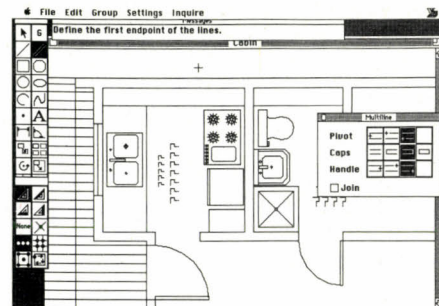 File Edit Group Settings Inquire
Messages
Define the first endpoint of the lines.
Cabin
G
A
None
Multiline
Pivot
Caps
Handle
Join